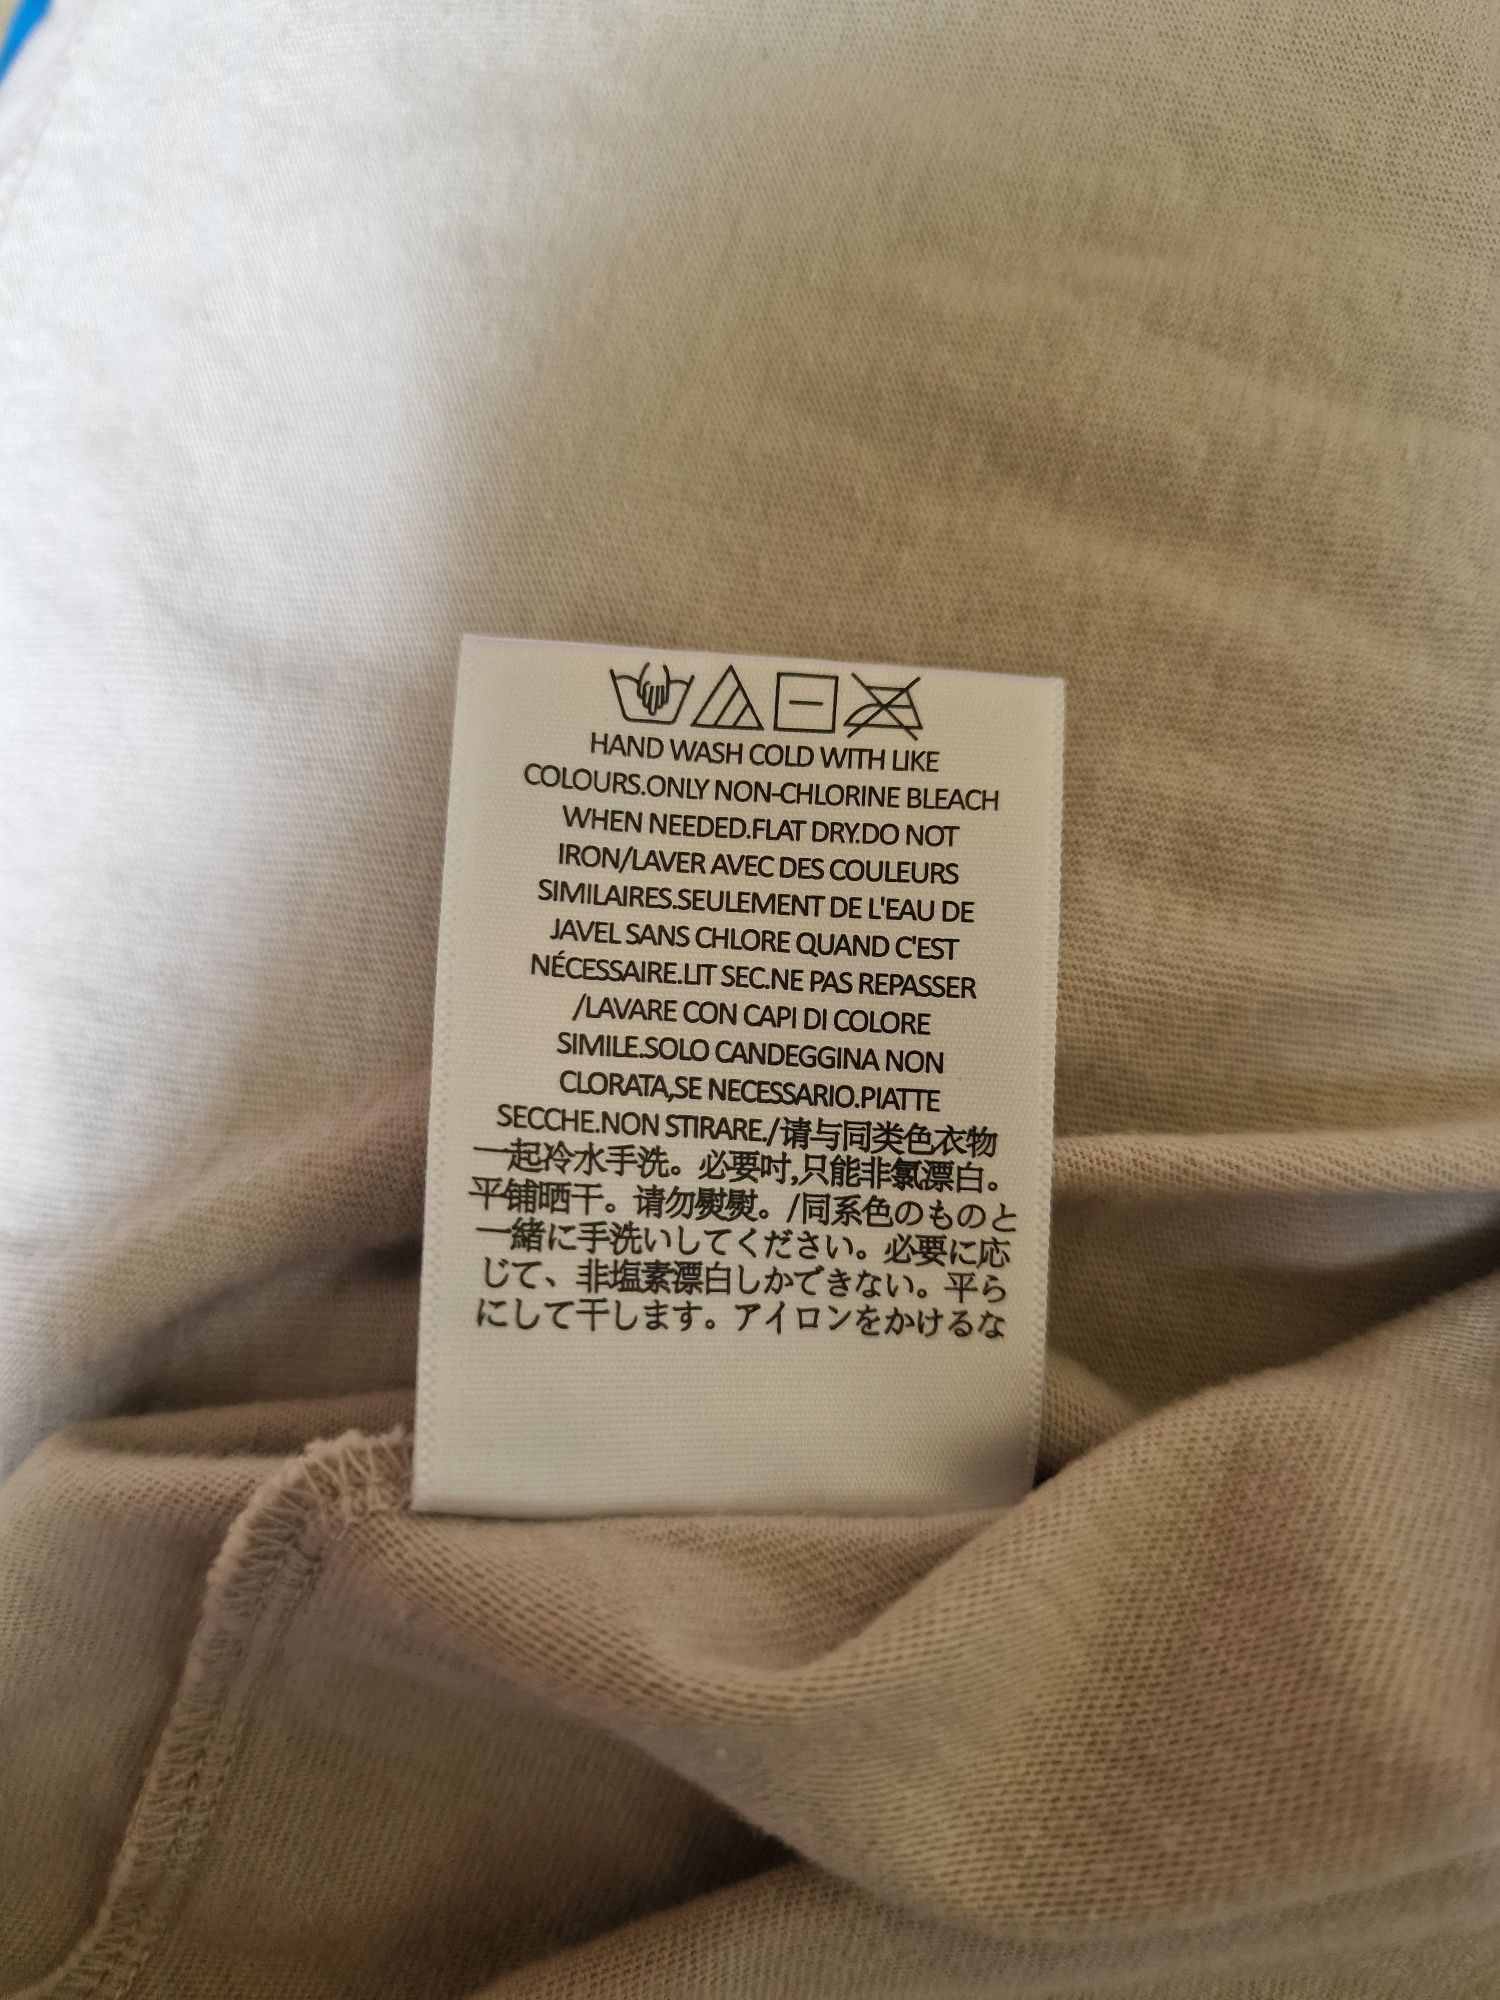 HAND WASH COLD WITH LIKE
COLOURS.ONLY NON-CHLORINE BLEACH
WHEN NEEDED.FLAT DRY.DO NOT
IRON/LAVER AVEC DES COULEURS
SIMILAIRES.SEULEMENT DE L'EAU DE
JAVEL SANS CHLORE QUAND C'EST
NÉCESSAIRE.LIT SEC.NE PAS REPASSER
/LAVARE CON CAPI DI COLORE
SIMILE.SOLO CANDEGGINA NON
CLORATA,SE NECESSARIO.PIATTE
SECCHE.NON STIRARE./请与同类色衣物
一起冷水手洗。必要时,只能非氯漂白。
平铺晒干。请勿熨熨。/同系色のものと
一緒に手洗いしてください。必要に応
じて、非塩素漂白しかできない。平ら
にして干します。アイロンをかけるな